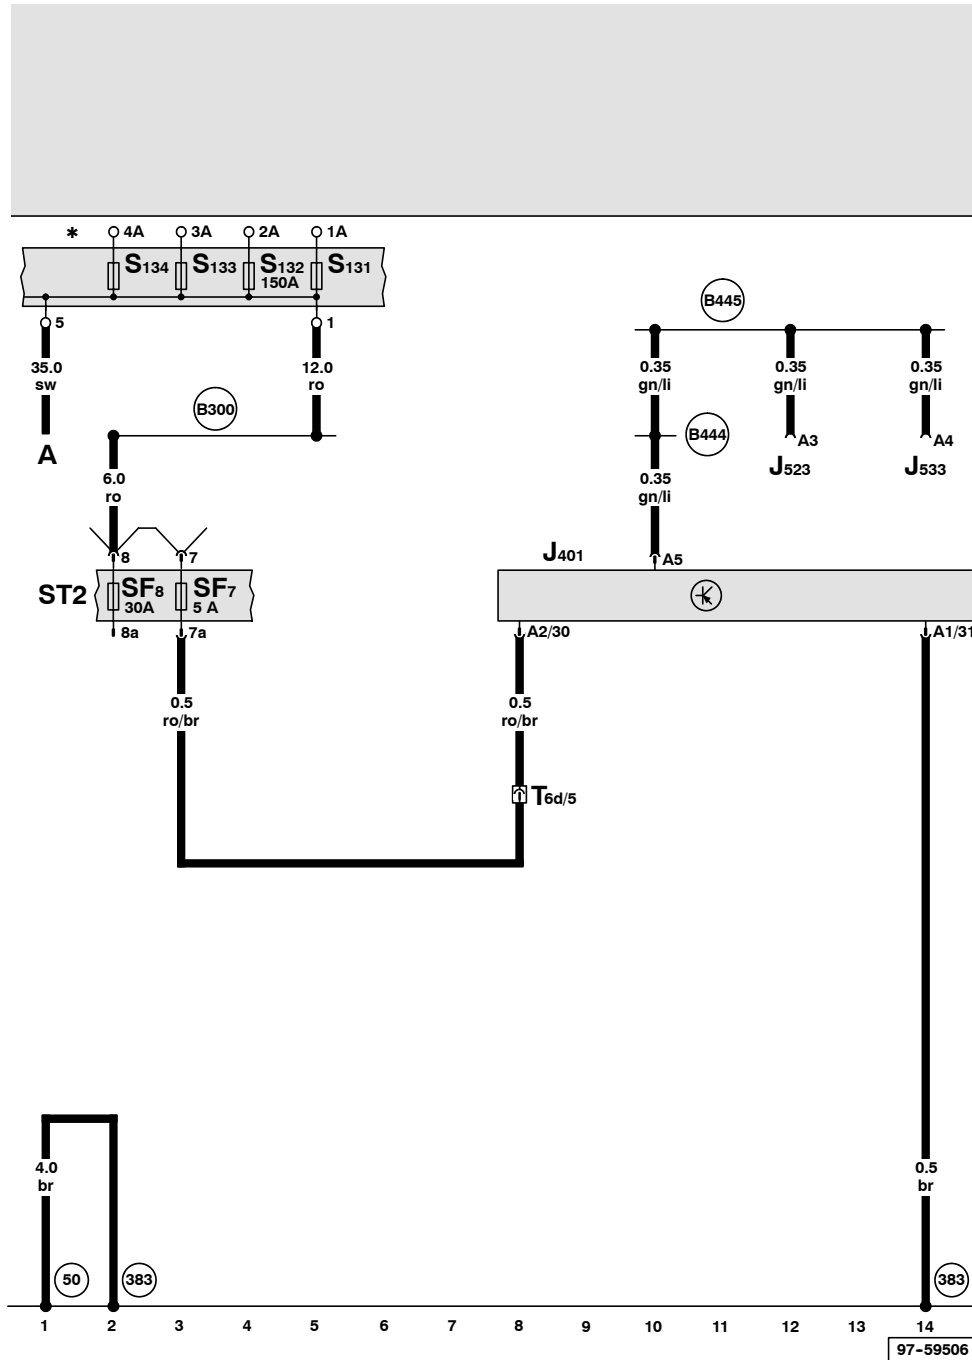 * 4A 3A 2A 1A
S134 S133 S132 S131
150A
5 1
B445
35.0 12.0 0.35 0.35 0.35
sw ro gn/li gn/li gn/li
B300
B444
A3 A4
A
J523 J533
6.0 0.35
ro gn/li
8 7 J401 A5
ST2 SF8 SF7
30A 5 A
8a 7a A2/30 A1/31
0.5 0.5
ro/br ro/br
T6d/5
4.0 0.5
br br
50 383 383
1 2 3 4 5 6 7 8 9 10 11 12 13 14
97-59506